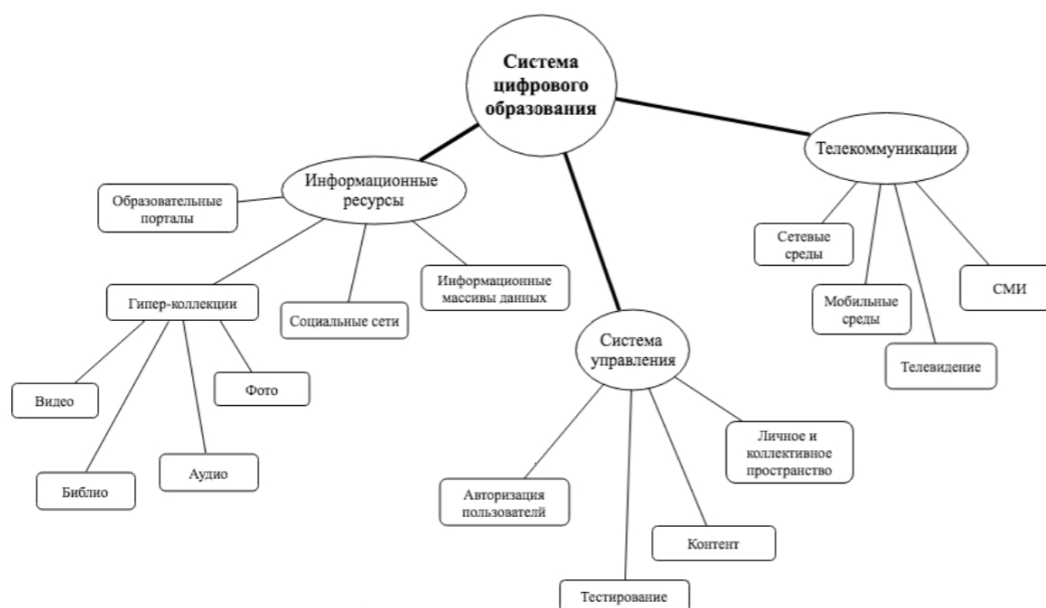 Система
цифрового
образования
Телекоммуникации
Информационные
ресурсы
Образовательные
порталы
Сетевые
среды
Информационные
массивы данных
СМИ
Гипер-коллекции
Мобильные
среды
Социальные сети
Система
управления
Телевидение
Фото
Видео
Личное и
коллективное
пространство
Аудио
Библио
Авторизация
пользователй
Контент
Тестирование